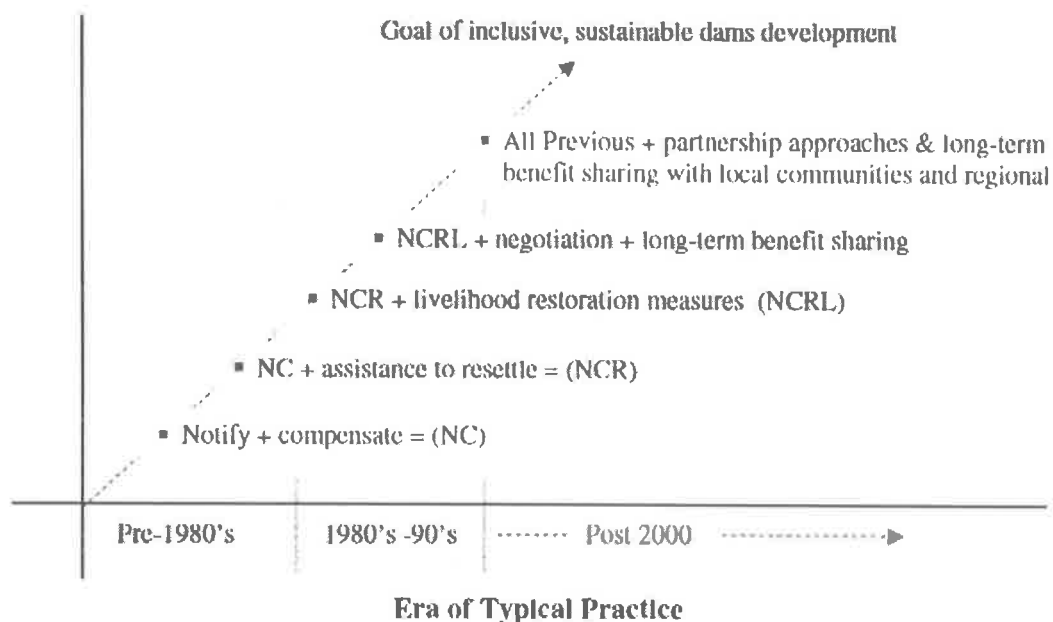 Goal of inclusive, sustainable dams development
All Previous + partnership approaches & long-term
benefit sharing with local communities and regional
NCRL + negotiation + long-term benefit sharing
NCR + livelihood restoration measures (NCRL)
NC + assistance to resettle = (NCR)
Notify + compensate = (NC)
Pre-1980's 1980's -90's Post 2000
Era of Typical Practice